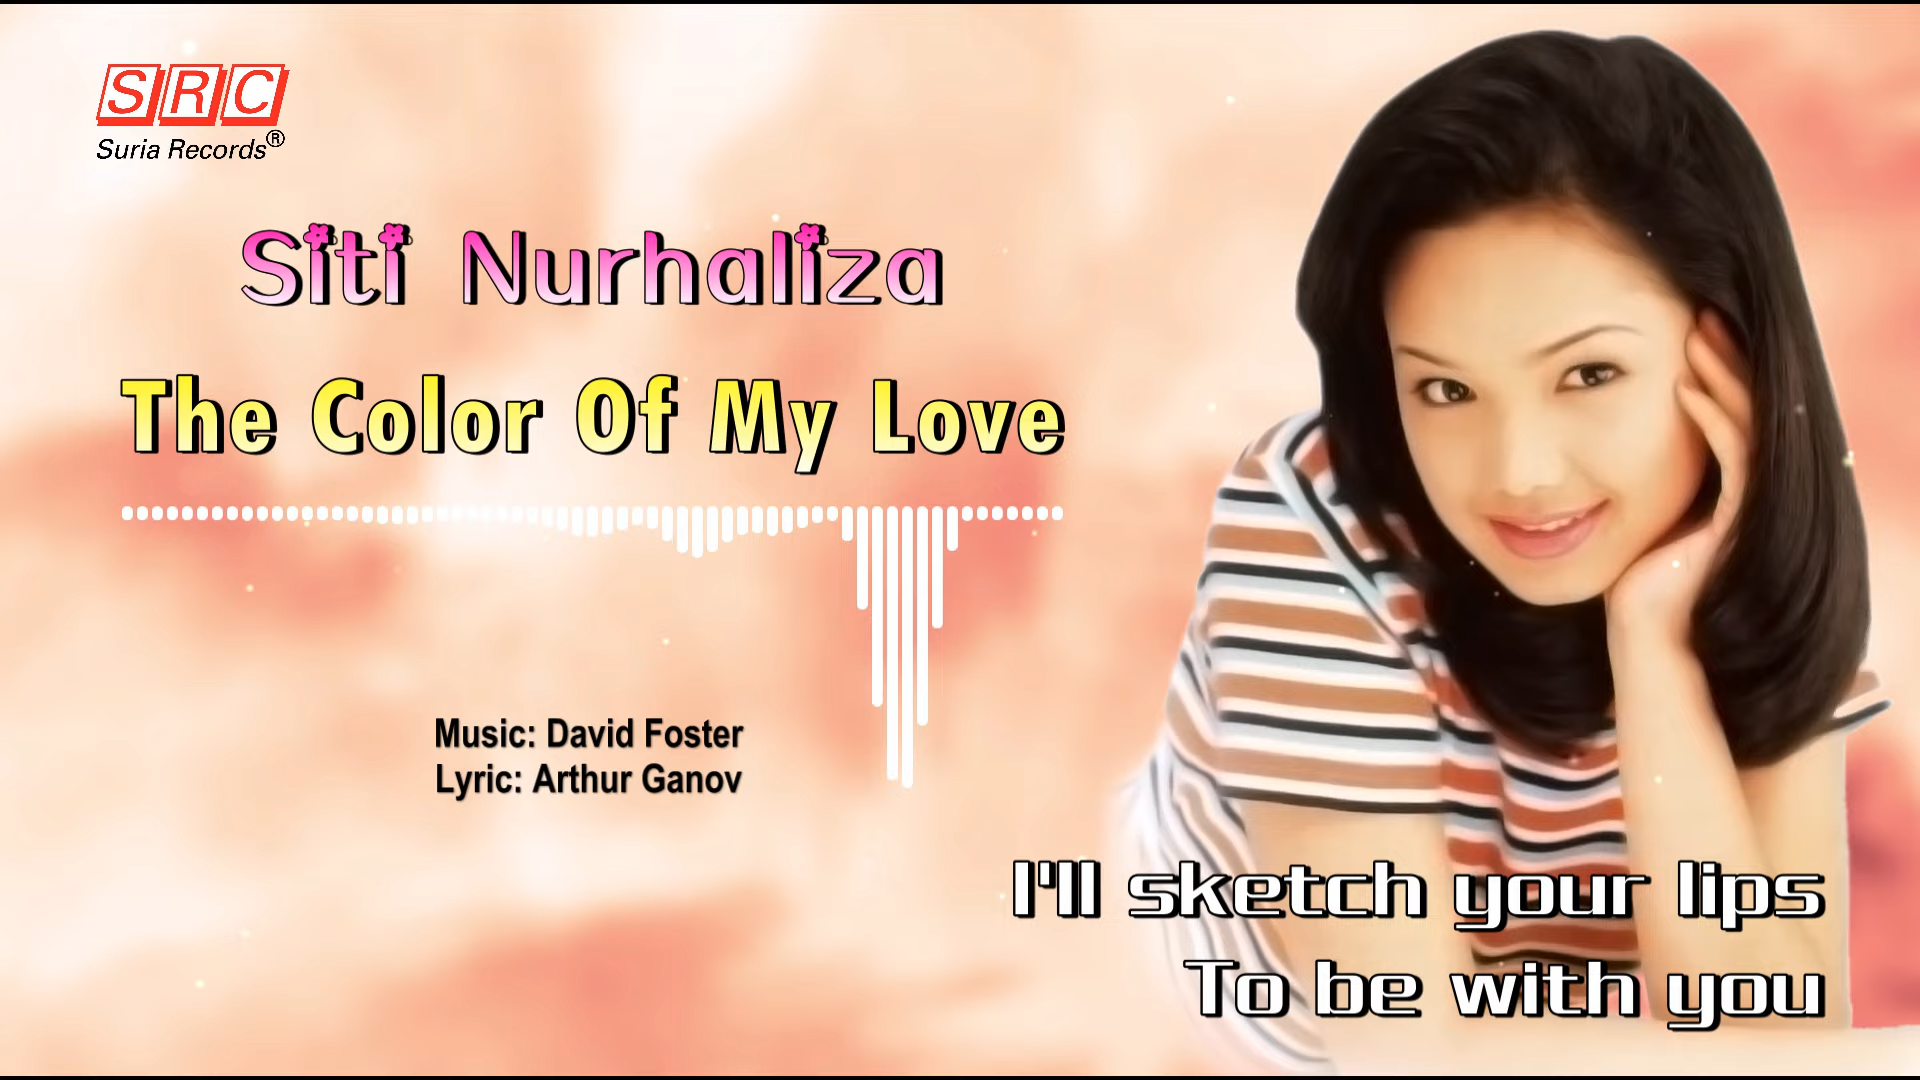 SRC
Suria Records®
Siti Nurhaliza
The Color Of My Love
Music: David Foster
Lyric: Arthur Ganov
I'll sketch your lips
To be with you